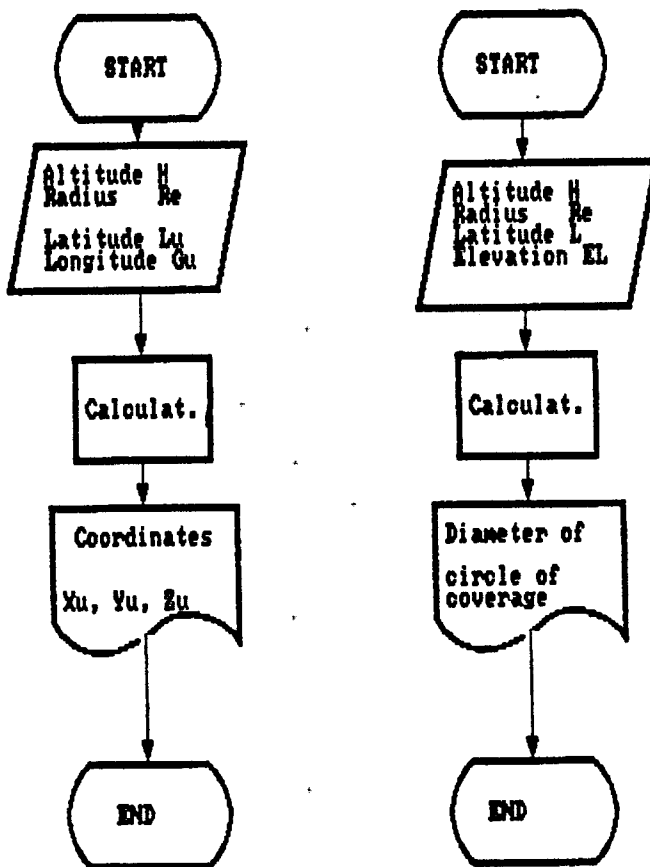 START
Altitude H
Radius Re
Latitude Lu
Longitude Gu
Calculat.
Coordinates
Xu, Yu, Zu
END
START
Altitude H
Radius Re
Latitude L
Elevation EL
Calculat.
Diameter of
circle of
coverage
END